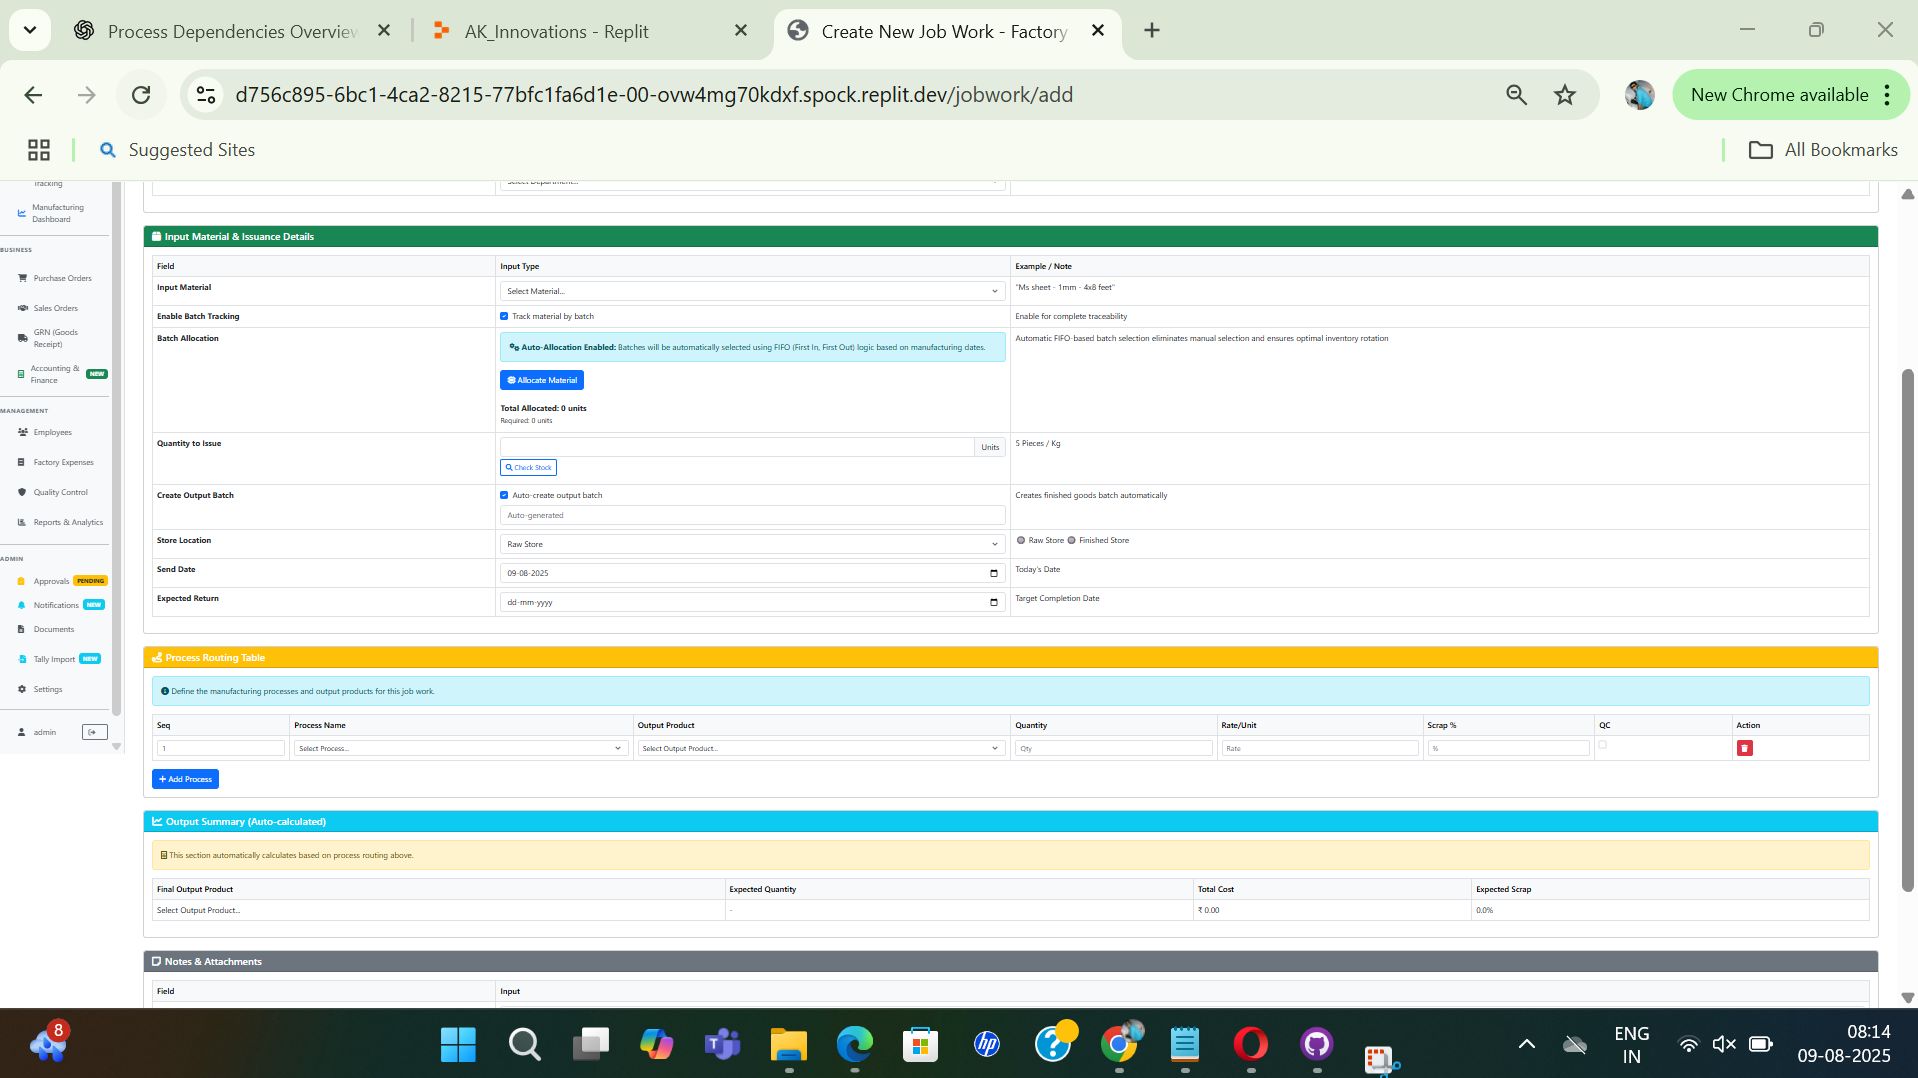 Process Dependencies Overview
AK_Innovations - Replit
Create New Job Work - Factory
d756c895-6bc1-4ca2-8215-77bfc1fa6d1e-00-ovw4mg70kdxf.spock.replit.dev/jobwork/add
New Chrome available
Suggested Sites
All Bookmarks
Tracking
Manufacturing
Dashboard
BUSINESS
Purchase Orders
Sales Orders
GRN (Goods
Receipt)
Accounting &
Finance
NEW
MANAGEMENT
Employees
Factory Expenses
Quality Control
Reports & Analytics
ADMIN
Approvals PENDING
Notifications NEW
Documents
Tally Import NEW
Settings
admin
Select Department...
Input Material & Issuance Details
Field Input Type Example / Note
Input Material Select Material... "Ms sheet - 1mm - 4x8 feet"
Enable Batch Tracking Track material by batch Enable for complete traceability
Batch Allocation Auto-Allocation Enabled: Batches will be automatically selected using FIFO (First In, First Out) logic based on manufacturing dates. Automatic FIFO-based batch selection eliminates manual selection and ensures optimal inventory rotation
Allocate Material
Total Allocated: 0 units
Required: 0 units
Quantity to Issue Units 5 Pieces / Kg
Check Stock
Create Output Batch Auto-create output batch Creates finished goods batch automatically
Auto-generated
Store Location Raw Store Raw Store Finished Store
Send Date 09-08-2025 Today's Date
Expected Return dd-mm-yyyy Target Completion Date
Process Routing Table
Define the manufacturing processes and output products for this job work.
Seq Process Name Output Product Quantity Rate/Unit Scrap % QC Action
1 Select Process... Select Output Product... Qty Rate %
+ Add Process
Output Summary (Auto-calculated)
This section automatically calculates based on process routing above.
Final Output Product Expected Quantity Total Cost Expected Scrap
Select Output Product... - ₹ 0.00 0.0%
Notes & Attachments
Field Input
8
ENG
IN
08:14
09-08-2025